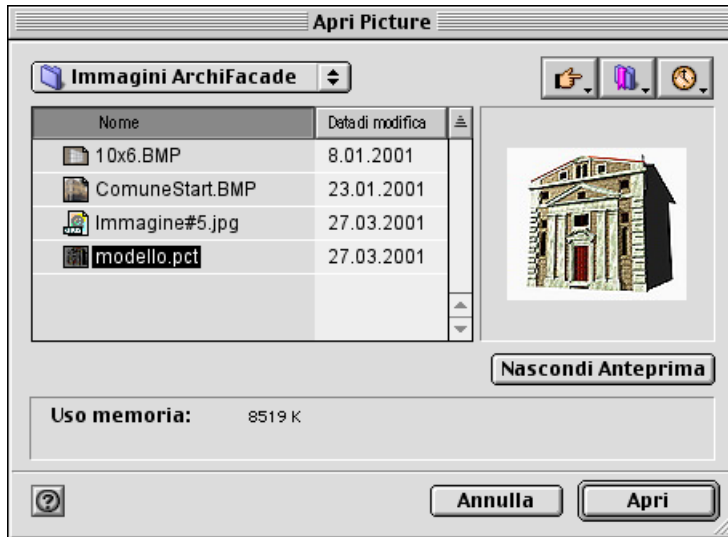 Apri Picture
Immagini ArchiFacade
Nome Data di modifica
10x6.BMP 8.01.2001
ComuneStart.BMP 23.01.2001
Immagine#5.jpg 27.03.2001
modello.pct 27.03.2001
Nascondi Anteprima
Uso memoria: 8519 K
? Annulla Apri